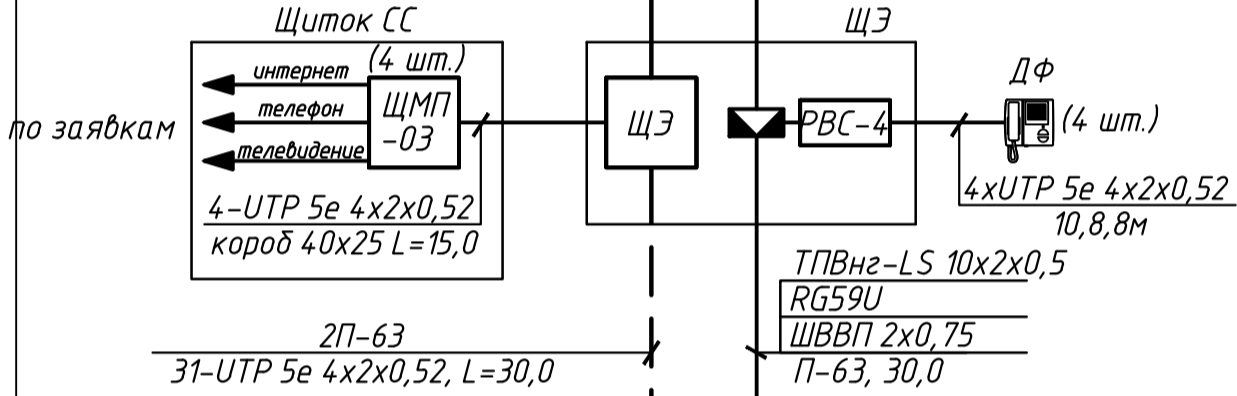 Щиток СС
ЩЭ
интернет
(4 шт.)
телефон
телевидение
ЩМП
-03
по заявкам
ЩЭ
РВС-4
ДФ
(4 шт.)
4-UTP 5e 4x2x0,52
короб 40x25 L=15,0
4xUTP 5e 4x2x0,52
10,8,8м
ТПВнг-LS 10x2x0,5
RG59U
ШВВП 2x0,75
П-63, 30,0
2П-63
31-UTP 5e 4x2x0,52, L=30,0